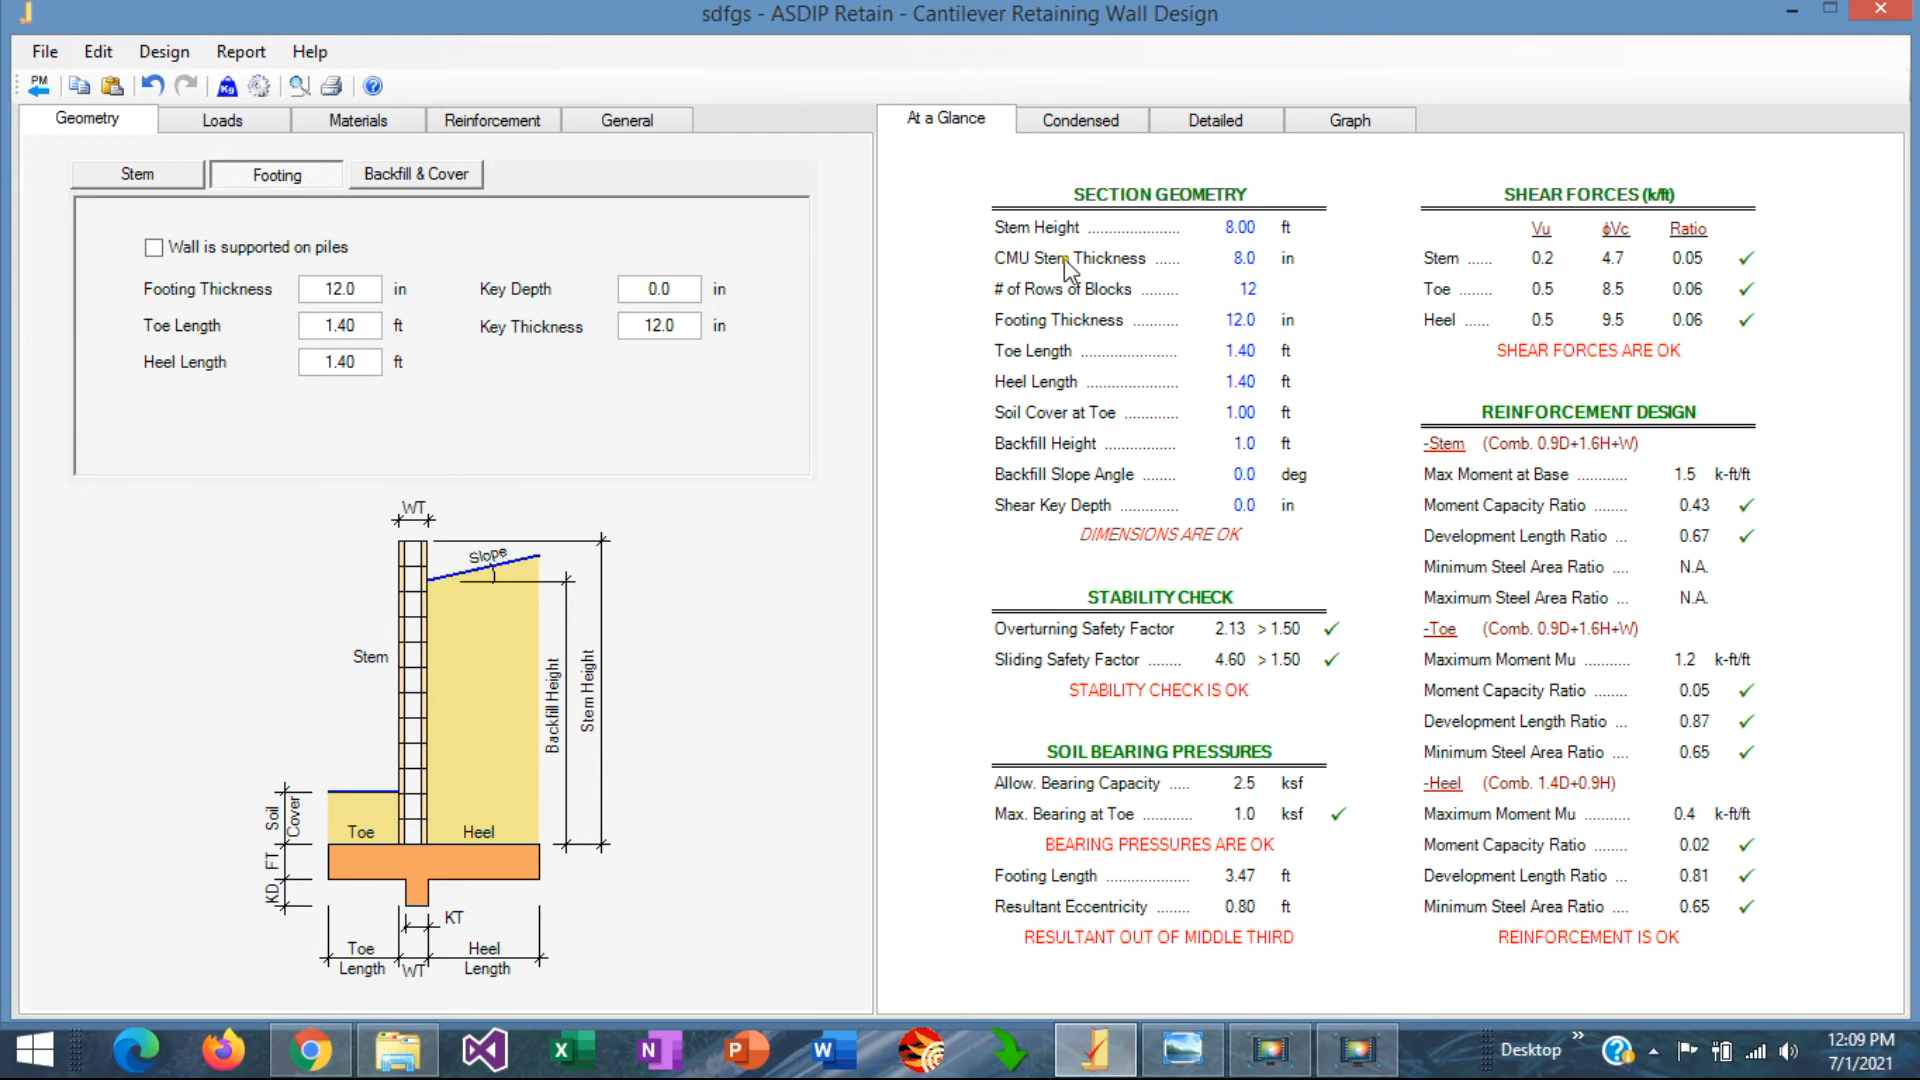 sdfgs - ASDIP Retain - Cantilever Retaining Wall Design
File Edit Design Report Help
PM Kg
Geometry Loads Materials Reinforcement General
At a Glance Condensed Detailed Graph
Stem Footing Backfill & Cover
Wall is supported on piles
Footing Thickness 12.0 in Key Depth 0.0 in
Toe Length 1.40 ft Key Thickness 12.0 in
Heel Length 1.40 ft
WT
Slope
Stem
Backfill Height
Stem Height
Soil Cover
Toe Heel
FT
KD
KT
Toe Length WT Heel Length
SECTION GEOMETRY
Stem Height ..................... 8.00 ft
CMU Stem Thickness ...... 8.0 in
# of Rows of Blocks ......... 12
Footing Thickness ........... 12.0 in
Toe Length ...................... 1.40 ft
Heel Length ..................... 1.40 ft
Soil Cover at Toe ............. 1.00 ft
Backfill Height ................. 1.0 ft
Backfill Slope Angle ........ 0.0 deg
Shear Key Depth ............. 0.0 in
DIMENSIONS ARE OK
STABILITY CHECK
Overturning Safety Factor 2.13 > 1.50 ✓
Sliding Safety Factor ........ 4.60 > 1.50 ✓
STABILITY CHECK IS OK
SOIL BEARING PRESSURES
Allow. Bearing Capacity ..... 2.5 ksf
Max. Bearing at Toe ............ 1.0 ksf ✓
BEARING PRESSURES ARE OK
Footing Length ................... 3.47 ft
Resultant Eccentricity ........ 0.80 ft
RESULTANT OUT OF MIDDLE THIRD
SHEAR FORCES (k/ft)
Vu ϕVc Ratio
Stem ...... 0.2 4.7 0.05 ✓
Toe ........ 0.5 8.5 0.06 ✓
Heel ...... 0.5 9.5 0.06 ✓
SHEAR FORCES ARE OK
REINFORCEMENT DESIGN
-Stem (Comb. 0.9D+1.6H+W)
Max Moment at Base ............ 1.5 k-ft/ft
Moment Capacity Ratio ........ 0.43 ✓
Development Length Ratio ... 0.67 ✓
Minimum Steel Area Ratio .... N.A.
Maximum Steel Area Ratio ... N.A.
-Toe (Comb. 0.9D+1.6H+W)
Maximum Moment Mu ........... 1.2 k-ft/ft
Moment Capacity Ratio ........ 0.05 ✓
Development Length Ratio ... 0.87 ✓
Minimum Steel Area Ratio .... 0.65 ✓
-Heel (Comb. 1.4D+0.9H)
Maximum Moment Mu ........... 0.4 k-ft/ft
Moment Capacity Ratio ........ 0.02 ✓
Development Length Ratio ... 0.81 ✓
Minimum Steel Area Ratio .... 0.65 ✓
REINFORCEMENT IS OK
X N P W
Desktop
12:09 PM
7/1/2021